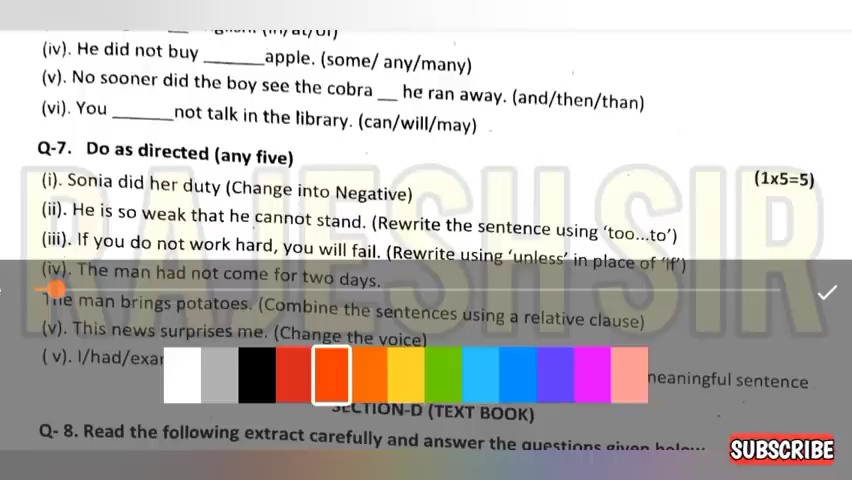 (in/at/of)
(iv). He did not buy ______apple. (some/ any/many)
(v). No sooner did the boy see the cobra __ he ran away. (and/then/than)
(vi). You ______not talk in the library. (can/will/may)
Q-7. Do as directed (any five)
(1x5=5)
(i). Sonia did her duty (Change into Negative)
(ii). He is so weak that he cannot stand. (Rewrite the sentence using ‘too...to’)
(iii). If you do not work hard, you will fail. (Rewrite using ‘unless’ in place of ‘if’)
(iv). The man had not come for two days.
The man brings potatoes. (Combine the sentences using a relative clause)
(v). This news surprises me. (Change the voice)
( v). I/had/exa meaningful sentence
SECTION-D (TEXT BOOK)
Q- 8. Read the following extract carefully and answer the questions given below
RAJESH SIR
SUBSCRIBE